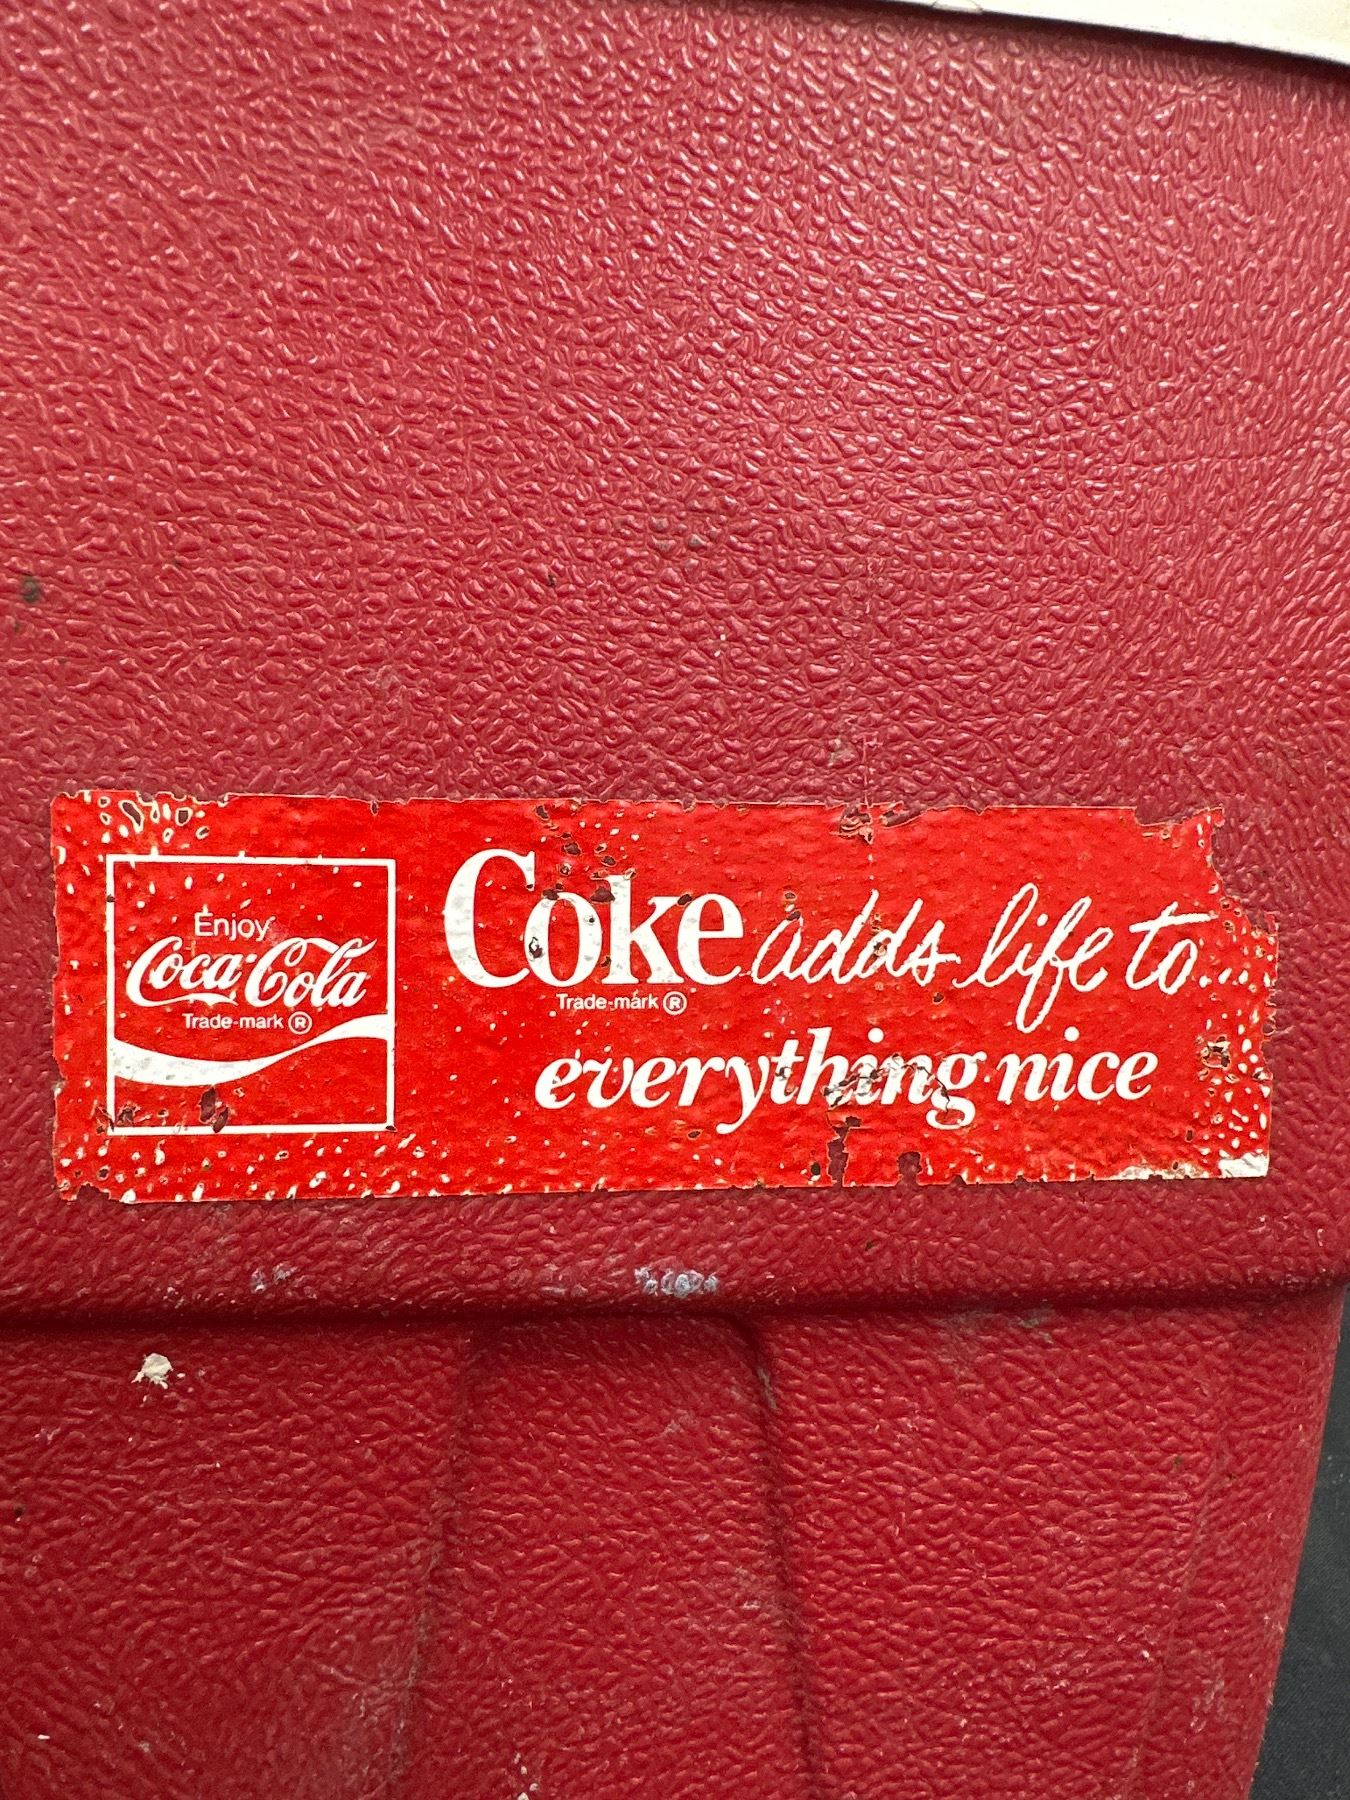 Enjoy
Coca-Cola
Trade-mark ®
Coke adds life to...
Trade-mark ®
everything nice